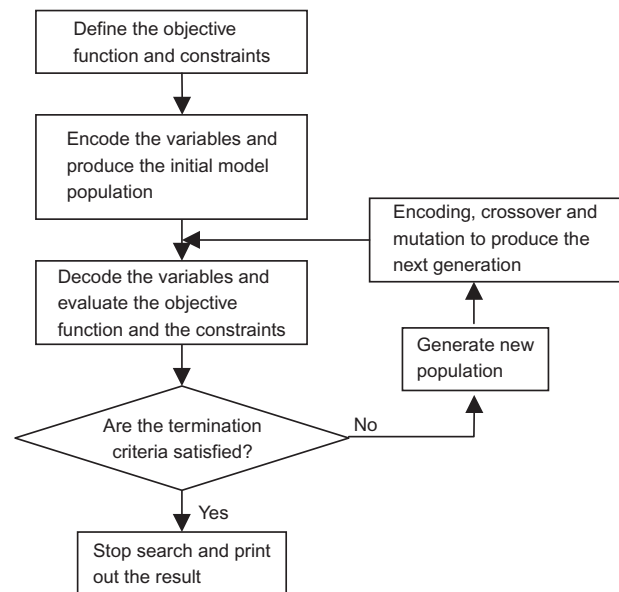 Define the objective
function and constraints
Encode the variables and
produce the initial model
population
Encoding, crossover and
mutation to produce the
next generation
Decode the variables and
evaluate the objective
function and the constraints
Generate new
population
Are the termination
criteria satisfied?
No
Yes
Stop search and print
out the result